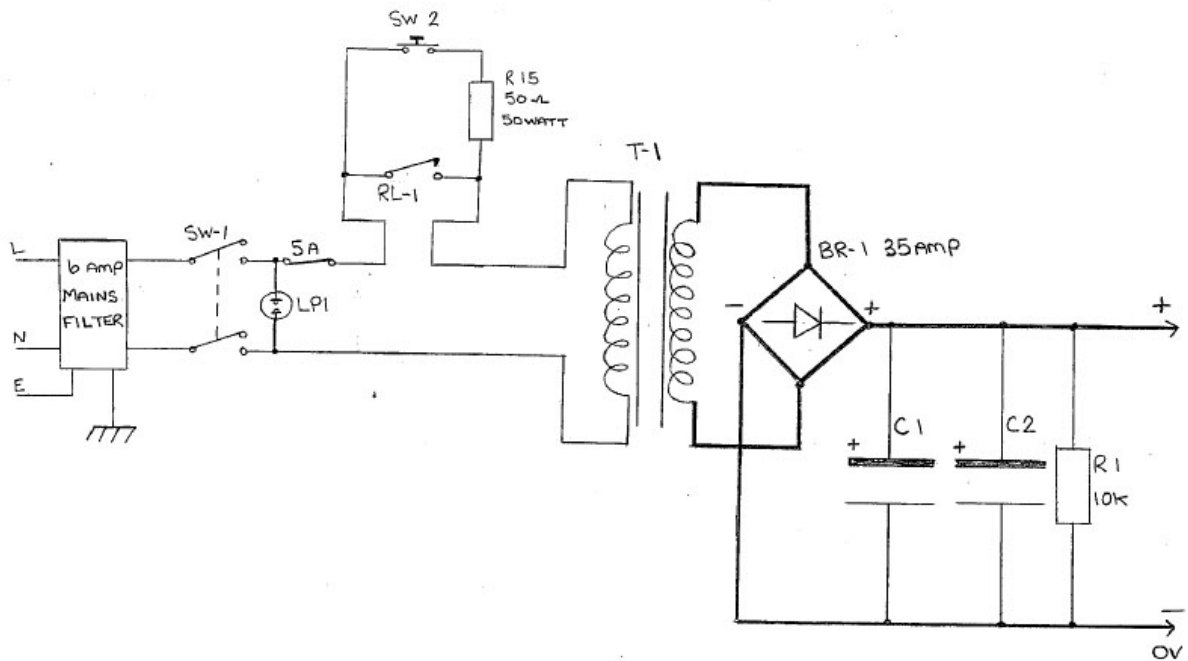 SW 2
R15
50Ω
50WATT
RL-1
T-1
L
6 AMP
MAINS
FILTER
N
E
SW-1
5A
LP1
BR-1 35AMP
-
+
+
C1
+
C2
+
R1
10K
-
0V